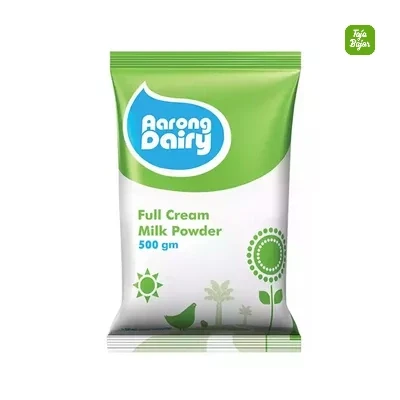 Taja
Bajar
Aarong
Dairy
Full Cream
Milk Powder
500 gm